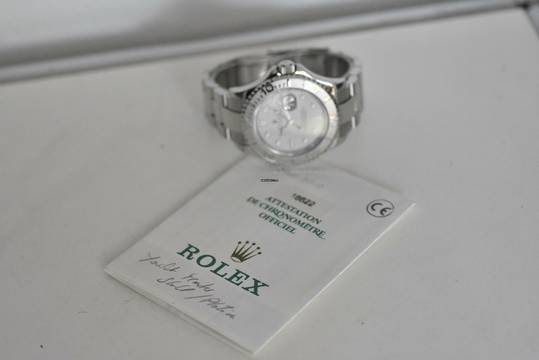 16622
ATTESTATION
DE CHRONOMÈTRE
OFFICIEL
CE
ROLEX
Yacht Master
Steel/Platin